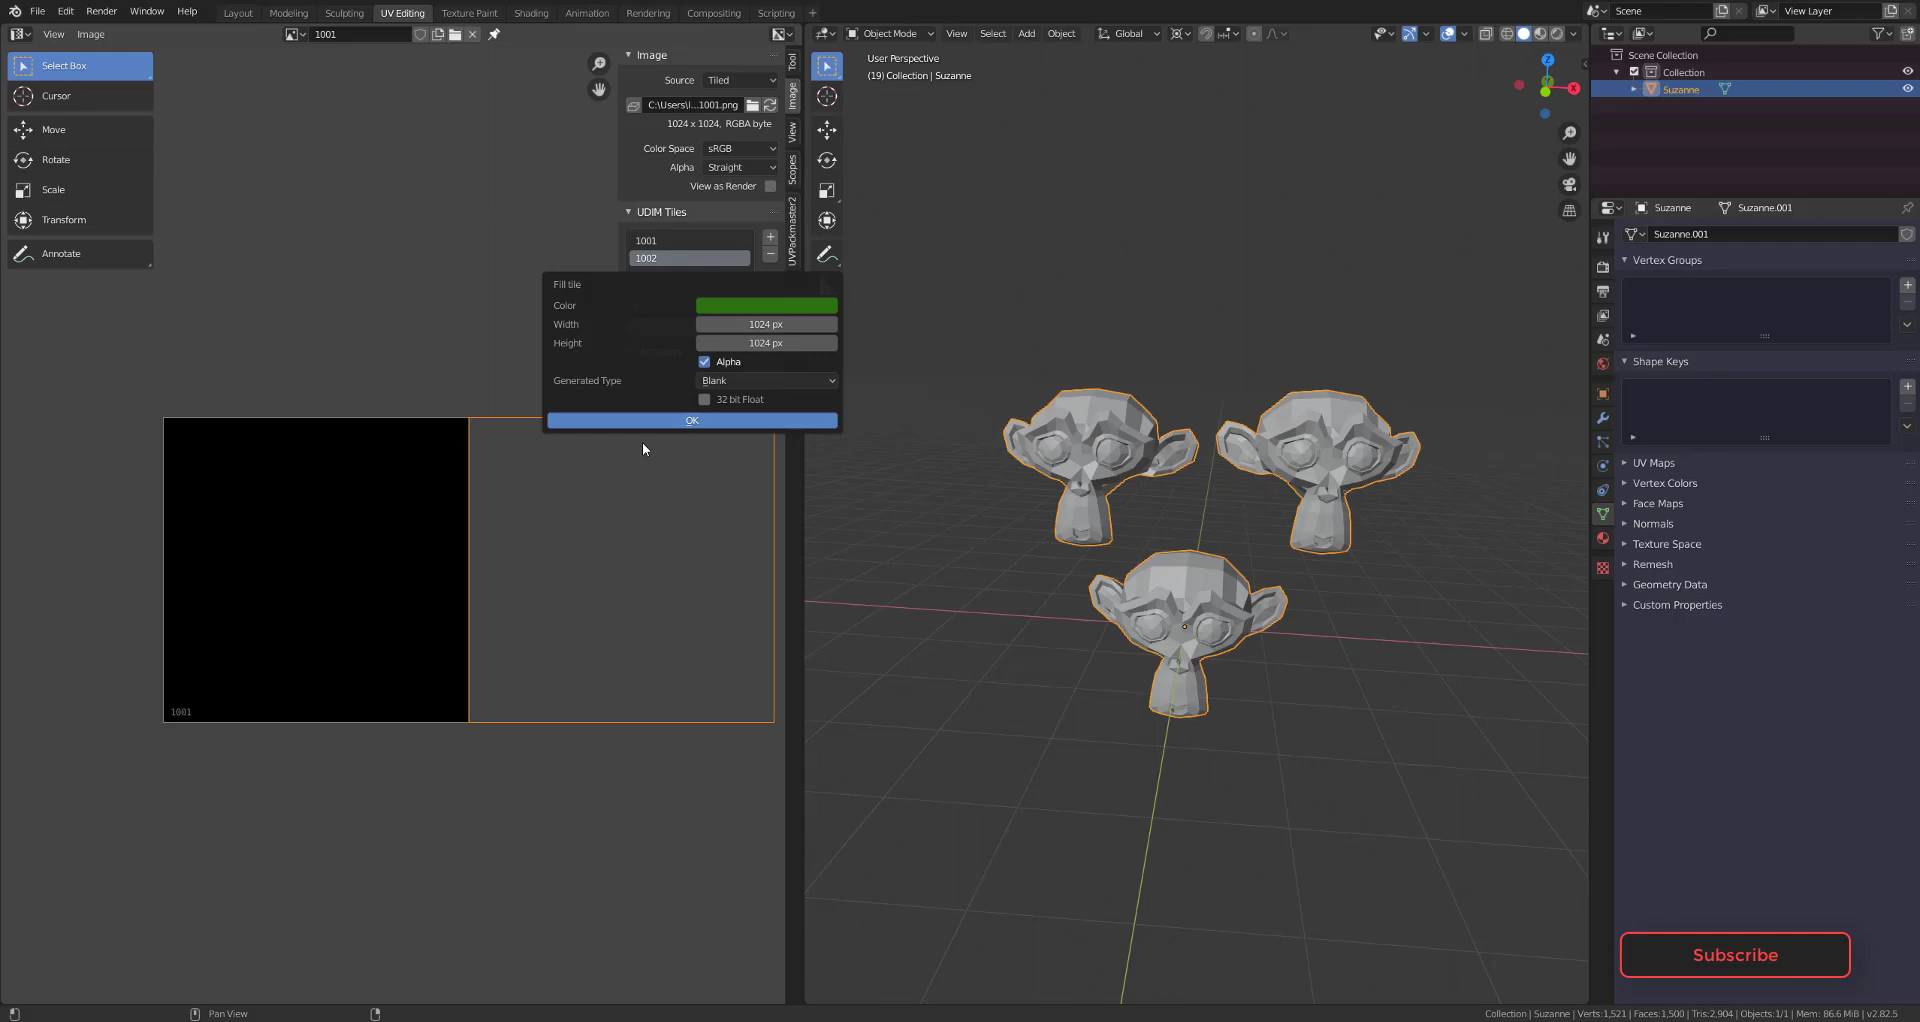 File Edit Render Window Help Layout Modeling Sculpting UV Editing Texture Paint Shading Animation Rendering Compositing Scripting + Scene View Layer
View Image 1001 Object Mode View Select Add Object Global
Select Box
Cursor
Move
Rotate
Scale
Transform
Annotate
Image
Source Tiled
C:\Users\I...1001.png
1024 x 1024, RGBA byte
Color Space sRGB
Alpha Straight
View as Render
UDIM Tiles
1001
1002
Tool
Image
View
Scopes
UVPackmaster2
Fill tile
Color
Width 1024 px
Height 1024 px
Alpha
Generated Type Blank
32 bit Float
OK
1001
User Perspective
(19) Collection | Suzanne
Z
Y
X
Scene Collection
Collection
Suzanne
Suzanne Suzanne.001
Suzanne.001
Vertex Groups
Shape Keys
UV Maps
Vertex Colors
Face Maps
Normals
Texture Space
Remesh
Geometry Data
Custom Properties
Subscribe
Pan View
Collection | Suzanne | Verts:1,521 | Faces:1,500 | Tris:2,904 | Objects:1/1 | Mem: 86.6 MiB | v2.82.5